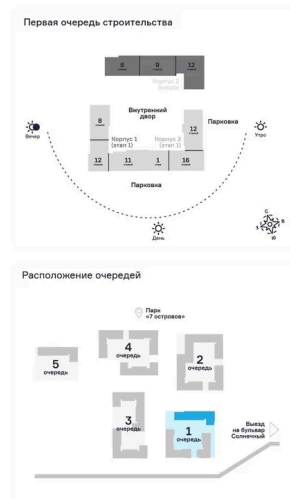 Первая очередь строительства
8 9 12
Корпус 2
Внутренний
двор
8
12
Парковка
Вечер
Утро
Корпус 1
(этап 1)
Корпус 3
(этап 1)
12 11 1 16
Парковка
День
С
В
З
Ю
Расположение очередей
Парк
«7 островов»
4
очередь
2
очередь
5
очередь
3
очередь
1
очередь
Выезд
на бульвар
Солнечный